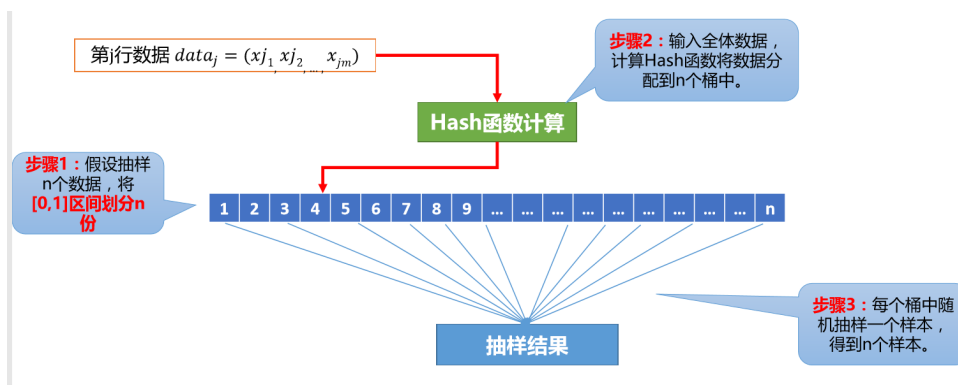 第j行数据 data_j = (xj_1, xj_2, ..., x_jm)
步骤2：输入全体数据，
计算Hash函数将数据分
配到n个桶中。
Hash函数计算
步骤1：假设抽样
n个数据，将
[0,1]区间划分n
份
1 2 3 4 5 6 7 8 9 ... ... ... ... ... ... ... ... ... n
步骤3：每个桶中随
机抽样一个样本，
得到n个样本。
抽样结果